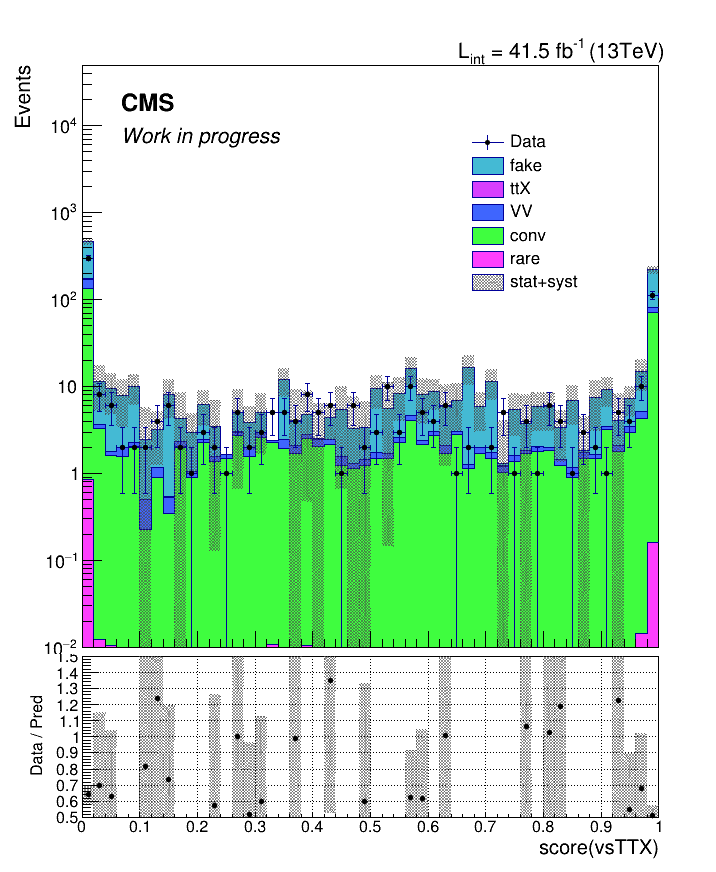 L_int = 41.5 fb^-1 (13TeV)
Events
CMS
Work in progress
Data
fake
ttX
VV
conv
rare
stat+syst
10^4
10^3
10^2
10
1
10^-1
10^-2
Data / Pred
1.5
1.4
1.3
1.2
1.1
1
0.9
0.8
0.7
0.6
0.5
0 0.1 0.2 0.3 0.4 0.5 0.6 0.7 0.8 0.9 1
score(vsTTX)